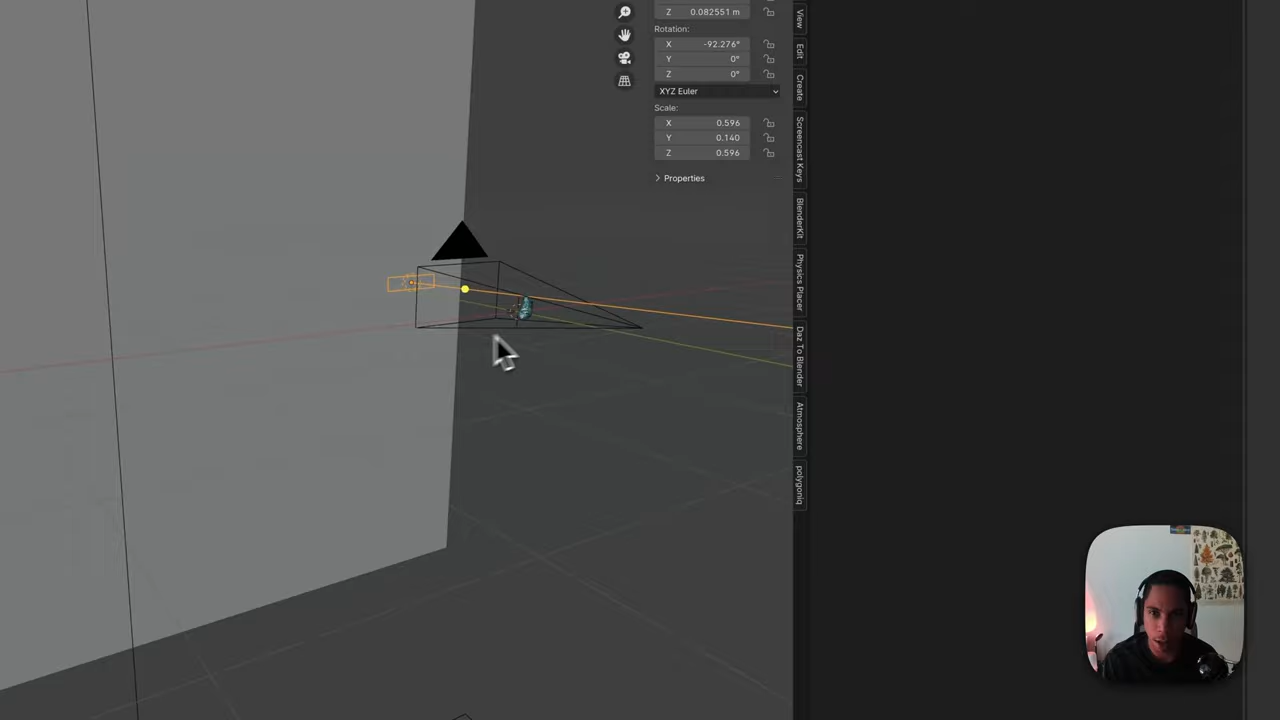 Z 0.082551 m
Rotation:
X -92.276°
Y 0°
Z 0°
XYZ Euler
Scale:
X 0.596
Y 0.140
Z 0.596
Properties
View
Edit
Create
Screencast Keys
BlenderKit
Physics Placer
Daz To Blender
Atmosphere
polygoniq